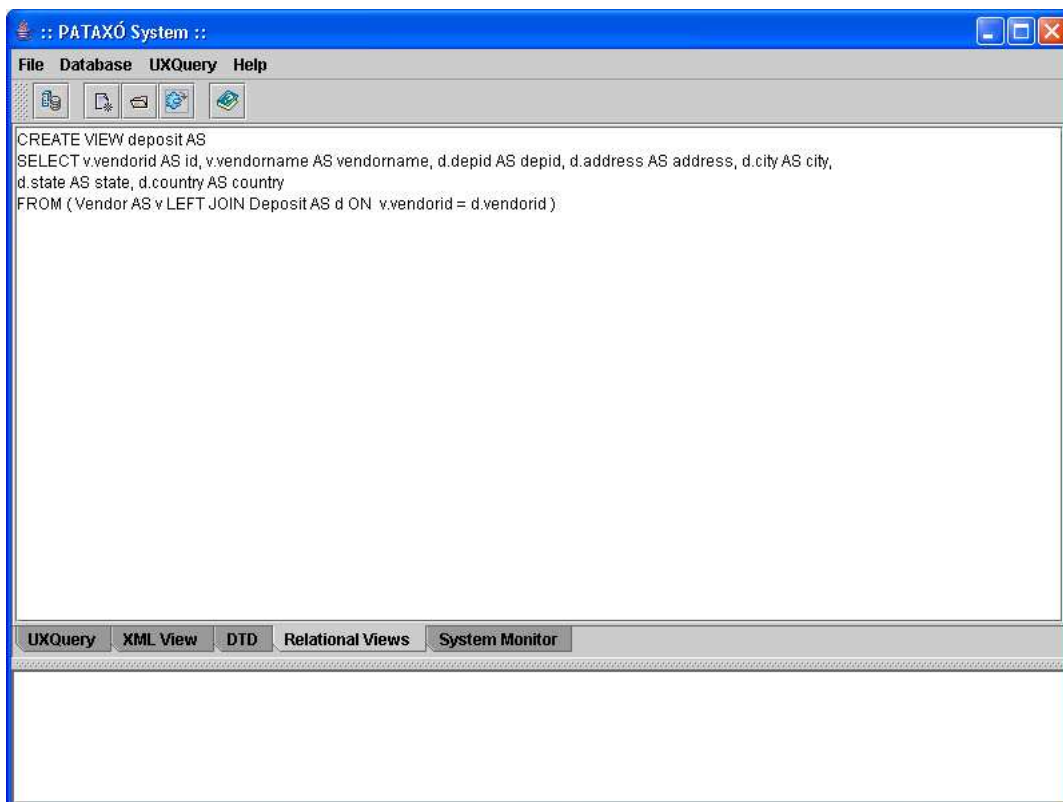 :: PATAXÓ System ::
File Database UXQuery Help
CREATE VIEW deposit AS
SELECT v.vendorid AS id, v.vendorname AS vendorname, d.depid AS depid, d.address AS address, d.city AS city,
d.state AS state, d.country AS country
FROM ( Vendor AS v LEFT JOIN Deposit AS d ON v.vendorid = d.vendorid )
UXQuery XML View DTD Relational Views System Monitor